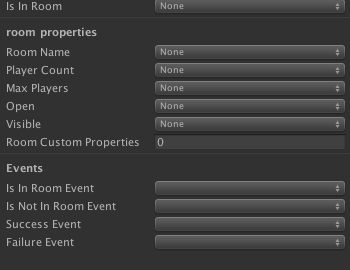 Is In Room None
room properties
Room Name None
Player Count None
Max Players None
Open None
Visible None
Room Custom Properties 0
Events
Is In Room Event
Is Not In Room Event
Success Event
Failure Event